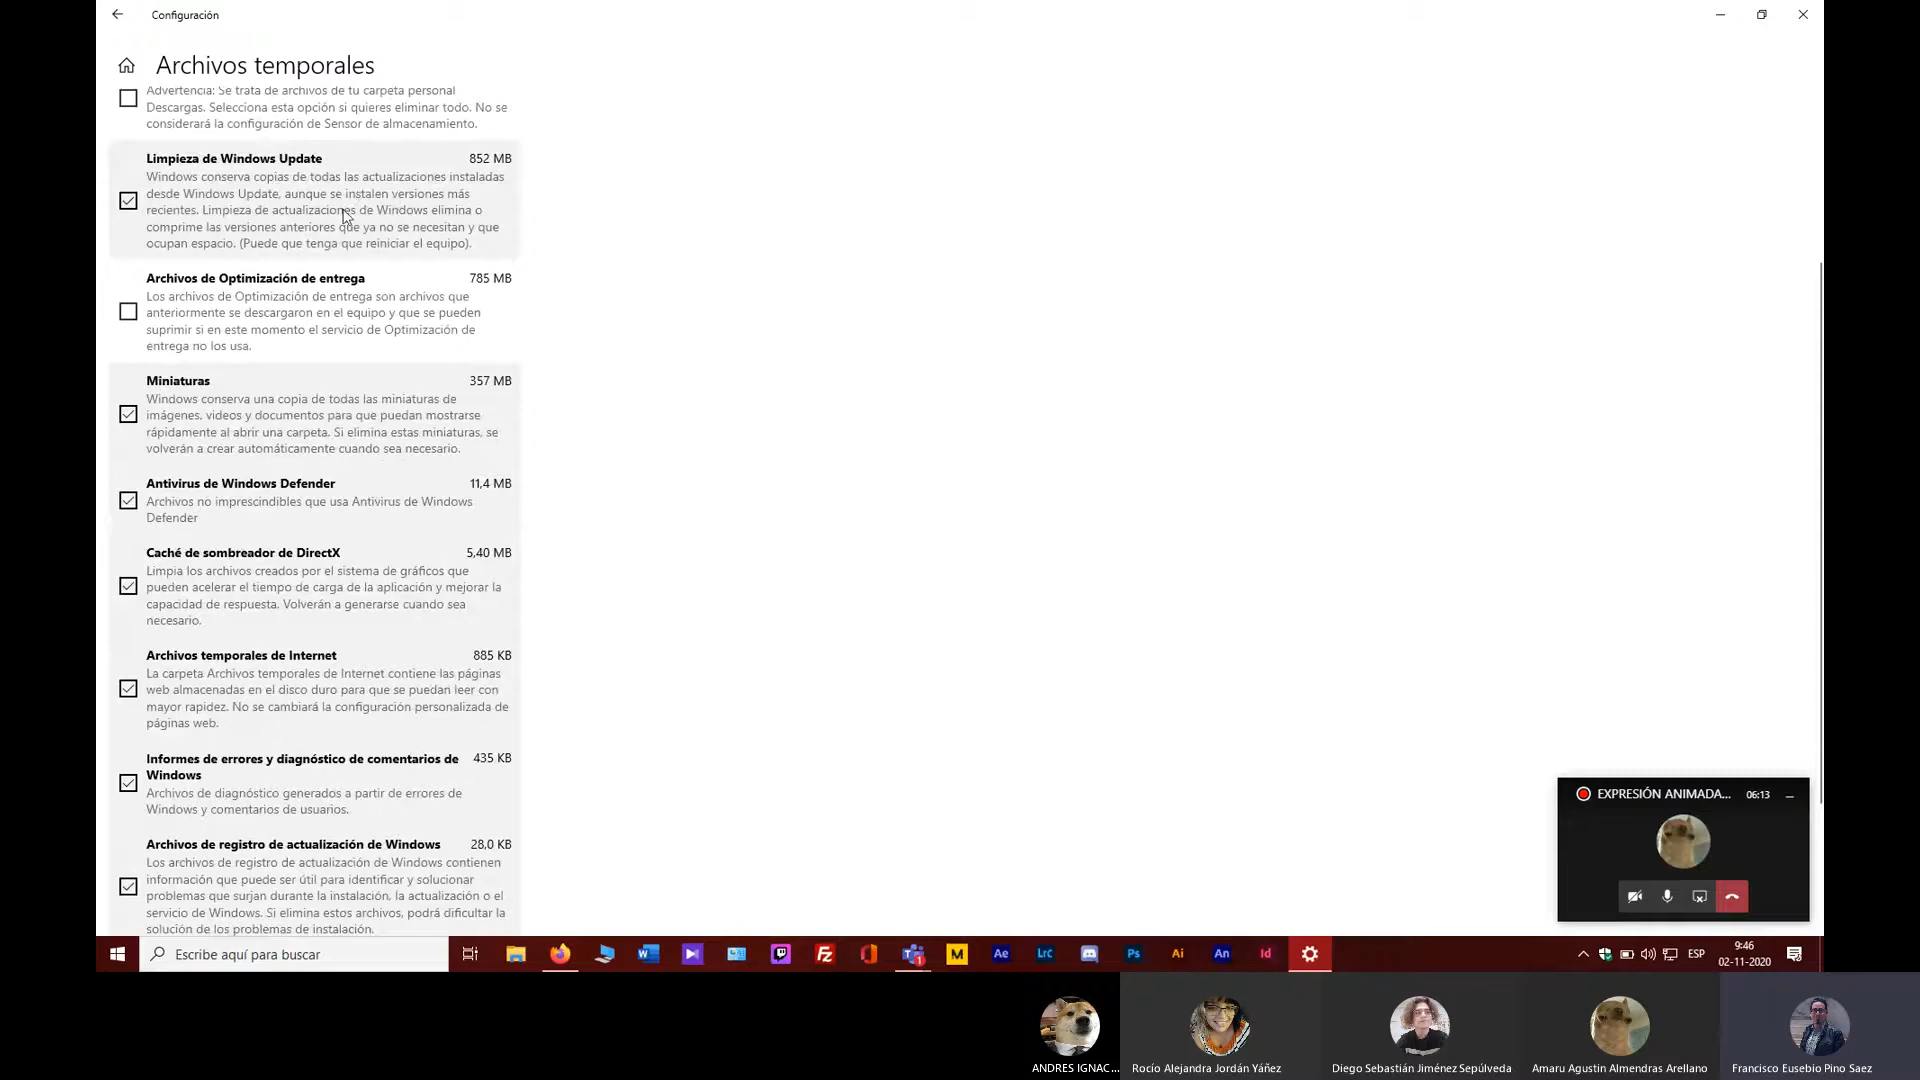 Configuración
Archivos temporales
Advertencia: Se trata de archivos de tu carpeta personal
Descargas. Selecciona esta opción si quieres eliminar todo. No se
considerará la configuración de Sensor de almacenamiento.
Limpieza de Windows Update 852 MB
Windows conserva copias de todas las actualizaciones instaladas
desde Windows Update, aunque se instalen versiones más
recientes. Limpieza de actualizaciones de Windows elimina o
comprime las versiones anteriores que ya no se necesitan y que
ocupan espacio. (Puede que tenga que reiniciar el equipo).
Archivos de Optimización de entrega 785 MB
Los archivos de Optimización de entrega son archivos que
anteriormente se descargaron en el equipo y que se pueden
suprimir si en este momento el servicio de Optimización de
entrega no los usa.
Miniaturas 357 MB
Windows conserva una copia de todas las miniaturas de
imágenes, videos y documentos para que puedan mostrarse
rápidamente al abrir una carpeta. Si elimina estas miniaturas, se
volverán a crear automáticamente cuando sea necesario.
Antivirus de Windows Defender 11,4 MB
Archivos no imprescindibles que usa Antivirus de Windows
Defender
Caché de sombreador de DirectX 5,40 MB
Limpia los archivos creados por el sistema de gráficos que
pueden acelerar el tiempo de carga de la aplicación y mejorar la
capacidad de respuesta. Volverán a generarse cuando sea
necesario.
Archivos temporales de Internet 885 KB
La carpeta Archivos temporales de Internet contiene las páginas
web almacenadas en el disco duro para que se puedan leer con
mayor rapidez. No se cambiará la configuración personalizada de
páginas web.
Informes de errores y diagnóstico de comentarios de 435 KB
Windows
Archivos de diagnóstico generados a partir de errores de
Windows y comentarios de usuarios.
Archivos de registro de actualización de Windows 28,0 KB
Los archivos de registro de actualización de Windows contienen
información que puede ser útil para identificar y solucionar
problemas que surjan durante la instalación, la actualización o el
servicio de Windows. Si elimina estos archivos, podrá dificultar la
solución de los problemas de instalación.
EXPRESIÓN ANIMADA... 06:13
Escribe aquí para buscar
W
Fz
1
M
Ae
LrC
Ps
Ai
An
Id
ESP
9:46
02-11-2020
ANDRES IGNAC...
Rocío Alejandra Jordán Yáñez
Diego Sebastián Jiménez Sepúlveda
Amaru Agustin Almendras Arellano
Francisco Eusebio Pino Saez